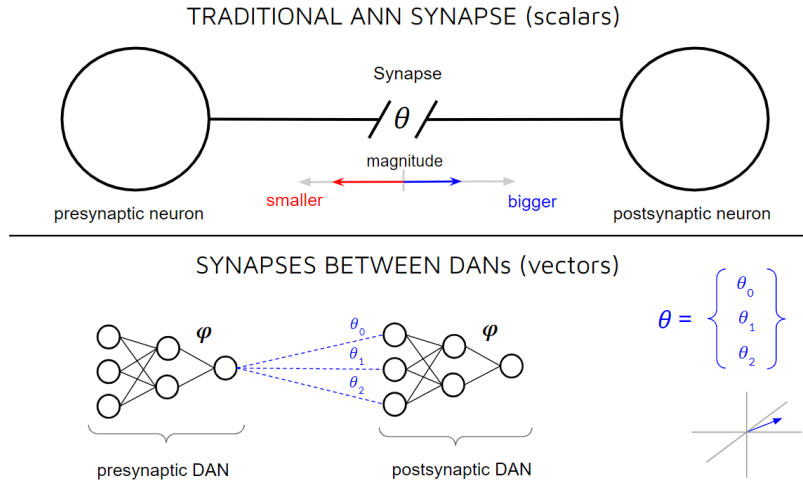 TRADITIONAL ANN SYNAPSE (scalars)
Synapse
θ
magnitude
smaller
bigger
presynaptic neuron
postsynaptic neuron
SYNAPSES BETWEEN DANs (vectors)
φ
θ0
θ1
θ2
φ
θ =
θ0
θ1
θ2
presynaptic DAN
postsynaptic DAN